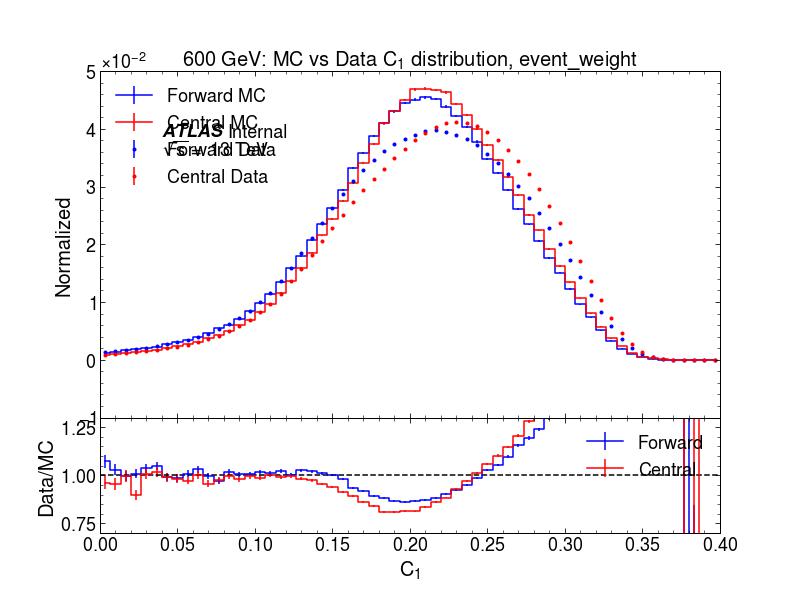 ×10⁻²
600 GeV: MC vs Data C₁ distribution, event_weight
5
4
3
2
1
0
−1
Normalized
Forward MC
Central MC
ATLAS Internal
Forward Data
√s = 13 TeV
Central Data
1.25
1.00
0.75
Data/MC
Forward
Central
0.00 0.05 0.10 0.15 0.20 0.25 0.30 0.35 0.40
C₁